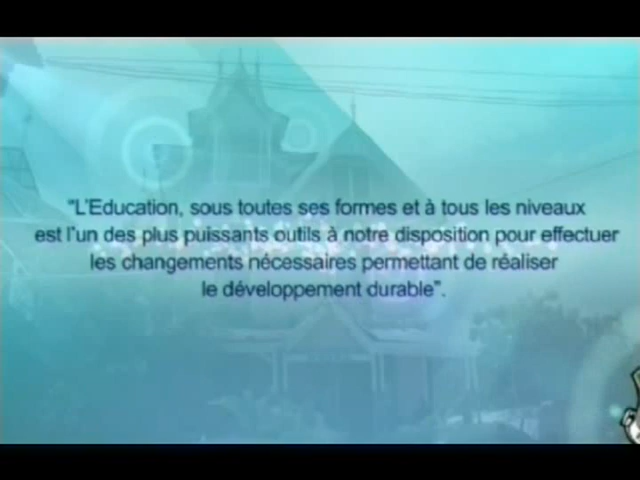 "L'Education, sous toutes ses formes et à tous les niveaux
est l'un des plus puissants outils à notre disposition pour effectuer
les changements nécessaires permettant de réaliser
le développement durable".